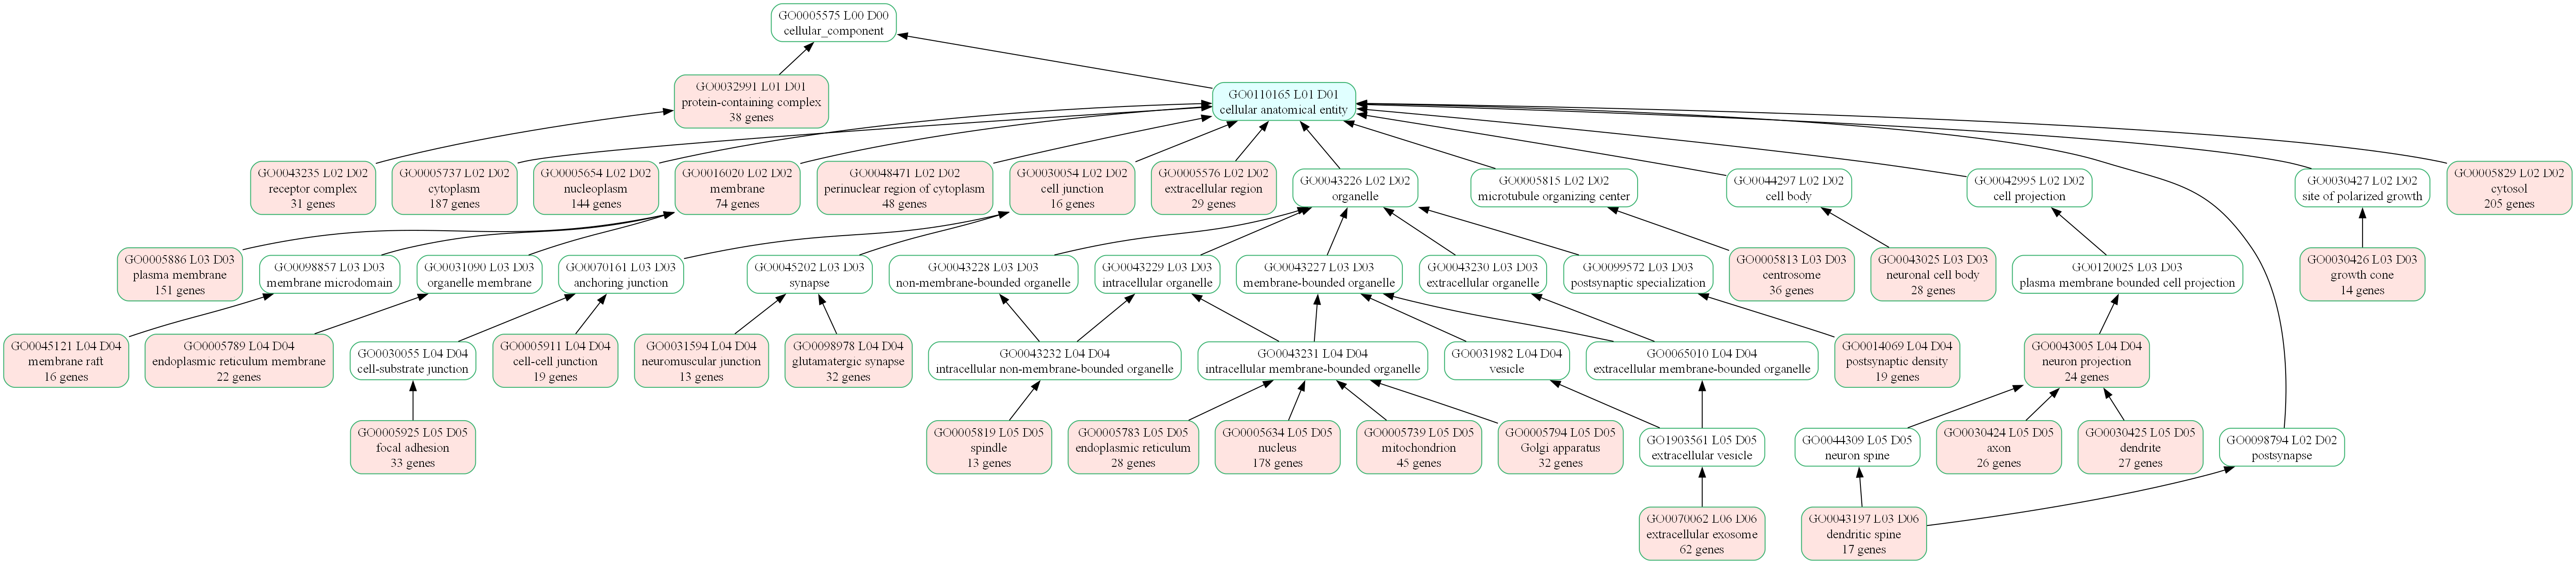 GO0005575 L00 D00
cellular_component
GO0032991 L01 D01
protein-containing complex
38 genes
GO0110165 L01 D01
cellular anatomical entity
GO0043235 L02 D02
receptor complex
31 genes
GO0005737 L02 D02
cytoplasm
187 genes
GO0005654 L02 D02
nucleoplasm
144 genes
GO0016020 L02 D02
membrane
74 genes
GO0048471 L02 D02
perinuclear region of cytoplasm
48 genes
GO0030054 L02 D02
cell junction
16 genes
GO0005576 L02 D02
extracellular region
29 genes
GO0043226 L02 D02
organelle
GO0005815 L02 D02
microtubule organizing center
GO0044297 L02 D02
cell body
GO0042995 L02 D02
cell projection
GO0030427 L02 D02
site of polarized growth
GO0005829 L02 D02
cytosol
205 genes
GO0005886 L03 D03
plasma membrane
151 genes
GO0098857 L03 D03
membrane microdomain
GO0031090 L03 D03
organelle membrane
GO0070161 L03 D03
anchoring junction
GO0045202 L03 D03
synapse
GO0043228 L03 D03
non-membrane-bounded organelle
GO0043229 L03 D03
intracellular organelle
GO0043227 L03 D03
membrane-bounded organelle
GO0043230 L03 D03
extracellular organelle
GO0099572 L03 D03
postsynaptic specialization
GO0005813 L03 D03
centrosome
36 genes
GO0043025 L03 D03
neuronal cell body
28 genes
GO0120025 L03 D03
plasma membrane bounded cell projection
GO0030426 L03 D03
growth cone
14 genes
GO0045121 L04 D04
membrane raft
16 genes
GO0005789 L04 D04
endoplasmic reticulum membrane
22 genes
GO0030055 L04 D04
cell-substrate junction
GO0005911 L04 D04
cell-cell junction
19 genes
GO0031594 L04 D04
neuromuscular junction
13 genes
GO0098978 L04 D04
glutamatergic synapse
32 genes
GO0043232 L04 D04
intracellular non-membrane-bounded organelle
GO0043231 L04 D04
intracellular membrane-bounded organelle
GO0031982 L04 D04
vesicle
GO0065010 L04 D04
extracellular membrane-bounded organelle
GO0014069 L04 D04
postsynaptic density
19 genes
GO0043005 L04 D04
neuron projection
24 genes
GO0005925 L05 D05
focal adhesion
33 genes
GO0005819 L05 D05
spindle
13 genes
GO0005783 L05 D05
endoplasmic reticulum
28 genes
GO0005634 L05 D05
nucleus
178 genes
GO0005739 L05 D05
mitochondrion
45 genes
GO0005794 L05 D05
Golgi apparatus
32 genes
GO1903561 L05 D05
extracellular vesicle
GO0044309 L05 D05
neuron spine
GO0030424 L05 D05
axon
26 genes
GO0030425 L05 D05
dendrite
27 genes
GO0098794 L02 D02
postsynapse
GO0070062 L06 D06
extracellular exosome
62 genes
GO0043197 L03 D06
dendritic spine
17 genes